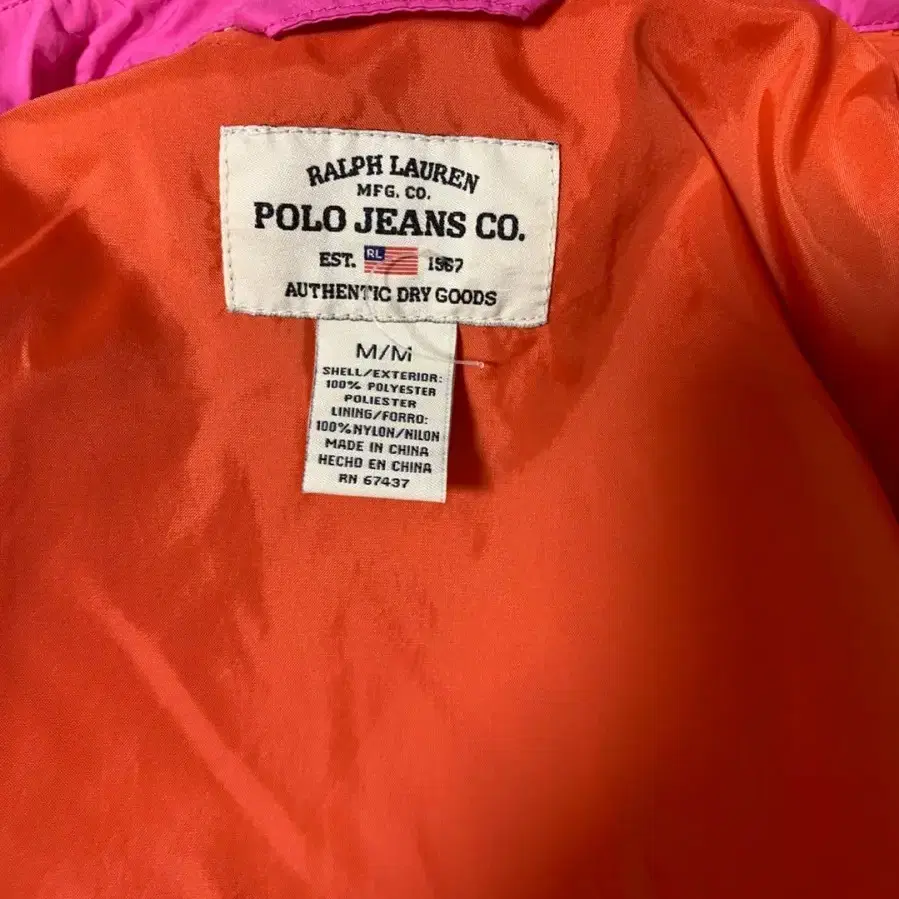 RALPH LAUREN
MFG. CO.
POLO JEANS CO.
EST. RL 1967
AUTHENTIC DRY GOODS
M/M
SHELL/EXTERIOR:
100% POLYESTER
POLIESTER
LINING/FORRO:
100%NYLON/NILON
MADE IN CHINA
HECHO EN CHINA
RN 67437